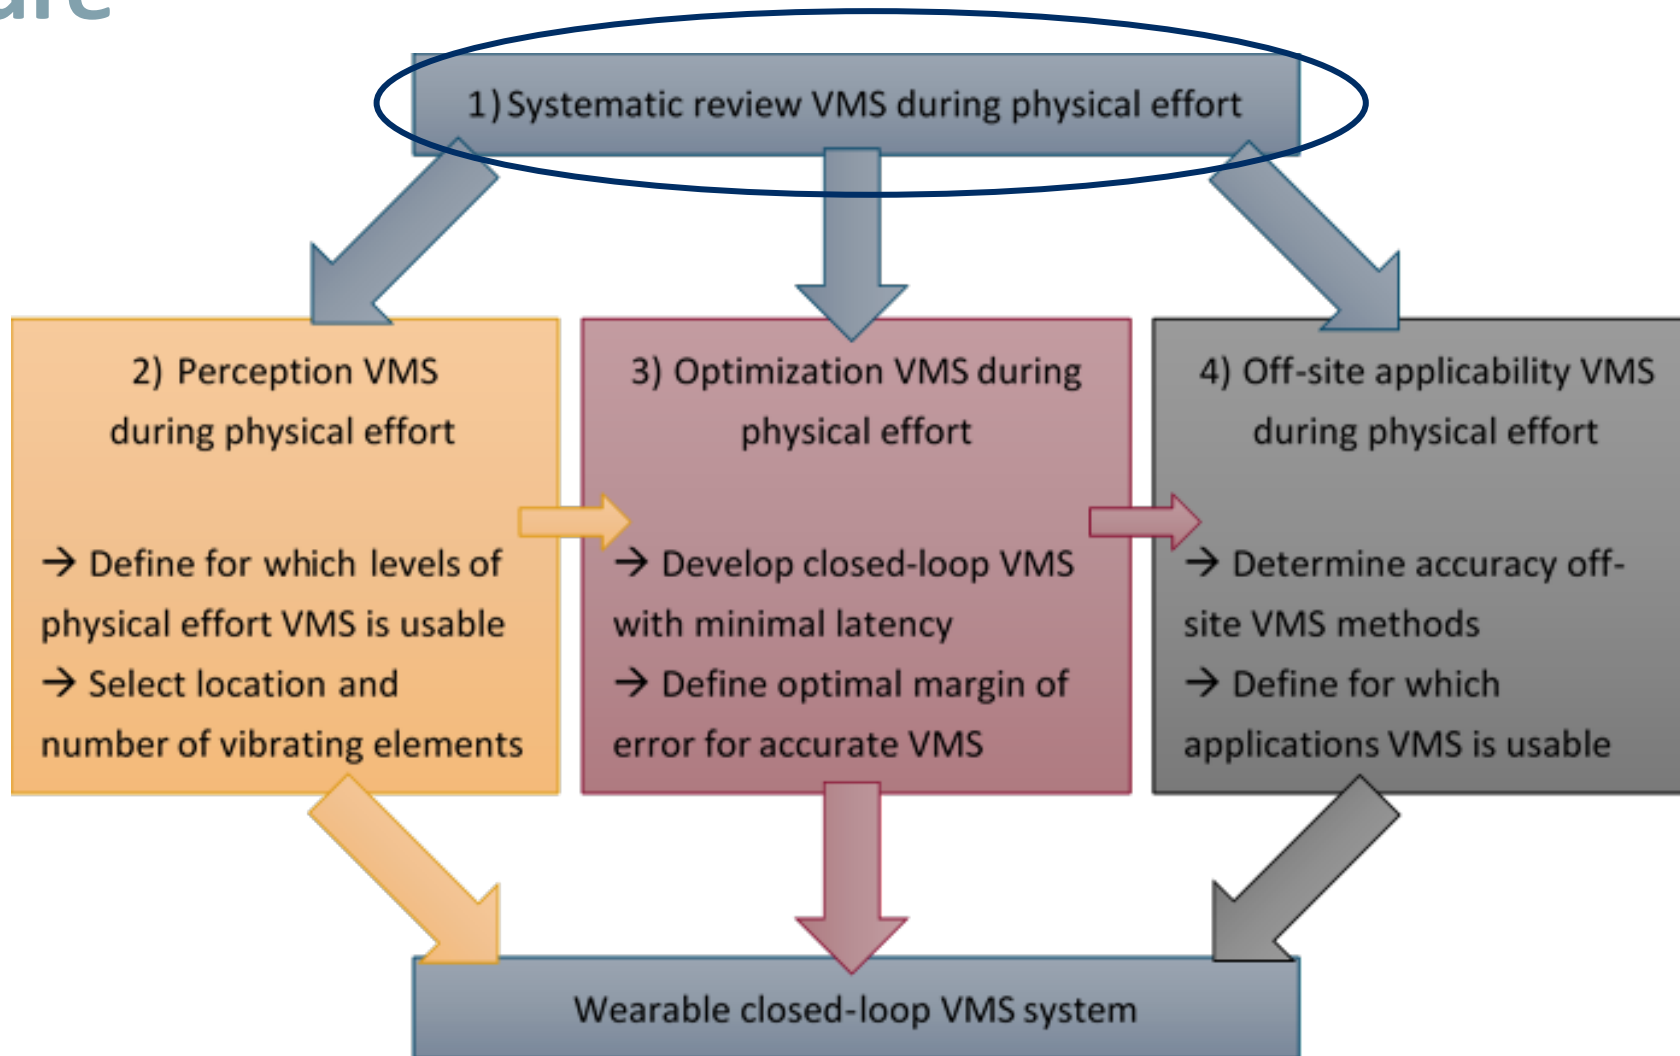 1) Systematic review VMS during physical effort
2) Perception VMS
during physical effort
→ Define for which levels of
physical effort VMS is usable
→ Select location and
number of vibrating elements
3) Optimization VMS during
physical effort
→ Develop closed-loop VMS
with minimal latency
→ Define optimal margin of
error for accurate VMS
4) Off-site applicability VMS
during physical effort
→ Determine accuracy off-
site VMS methods
→ Define for which
applications VMS is usable
Wearable closed-loop VMS system